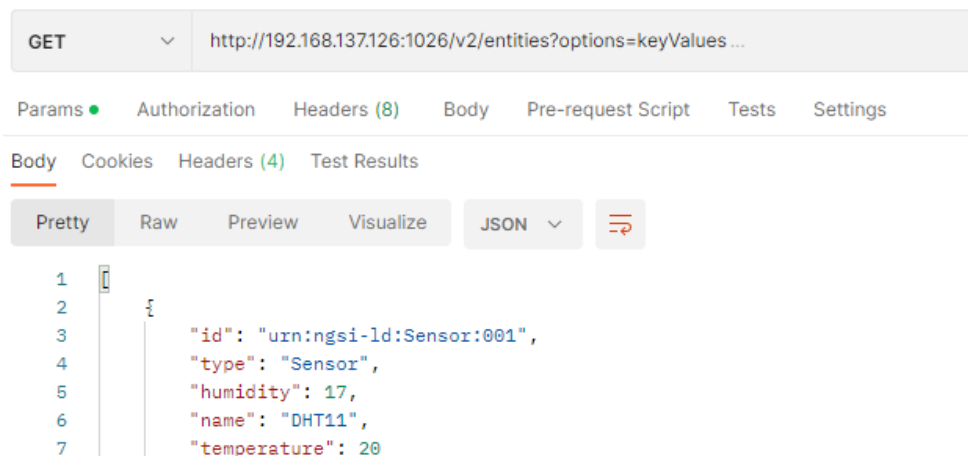 GET http://192.168.137.126:1026/v2/entities?options=keyValues ...
Params Authorization Headers (8) Body Pre-request Script Tests Settings
Body Cookies Headers (4) Test Results
Pretty Raw Preview Visualize JSON
1 [
2 {
3 "id": "urn:ngsi-ld:Sensor:001",
4 "type": "Sensor",
5 "humidity": 17,
6 "name": "DHT11",
7 "temperature": 20